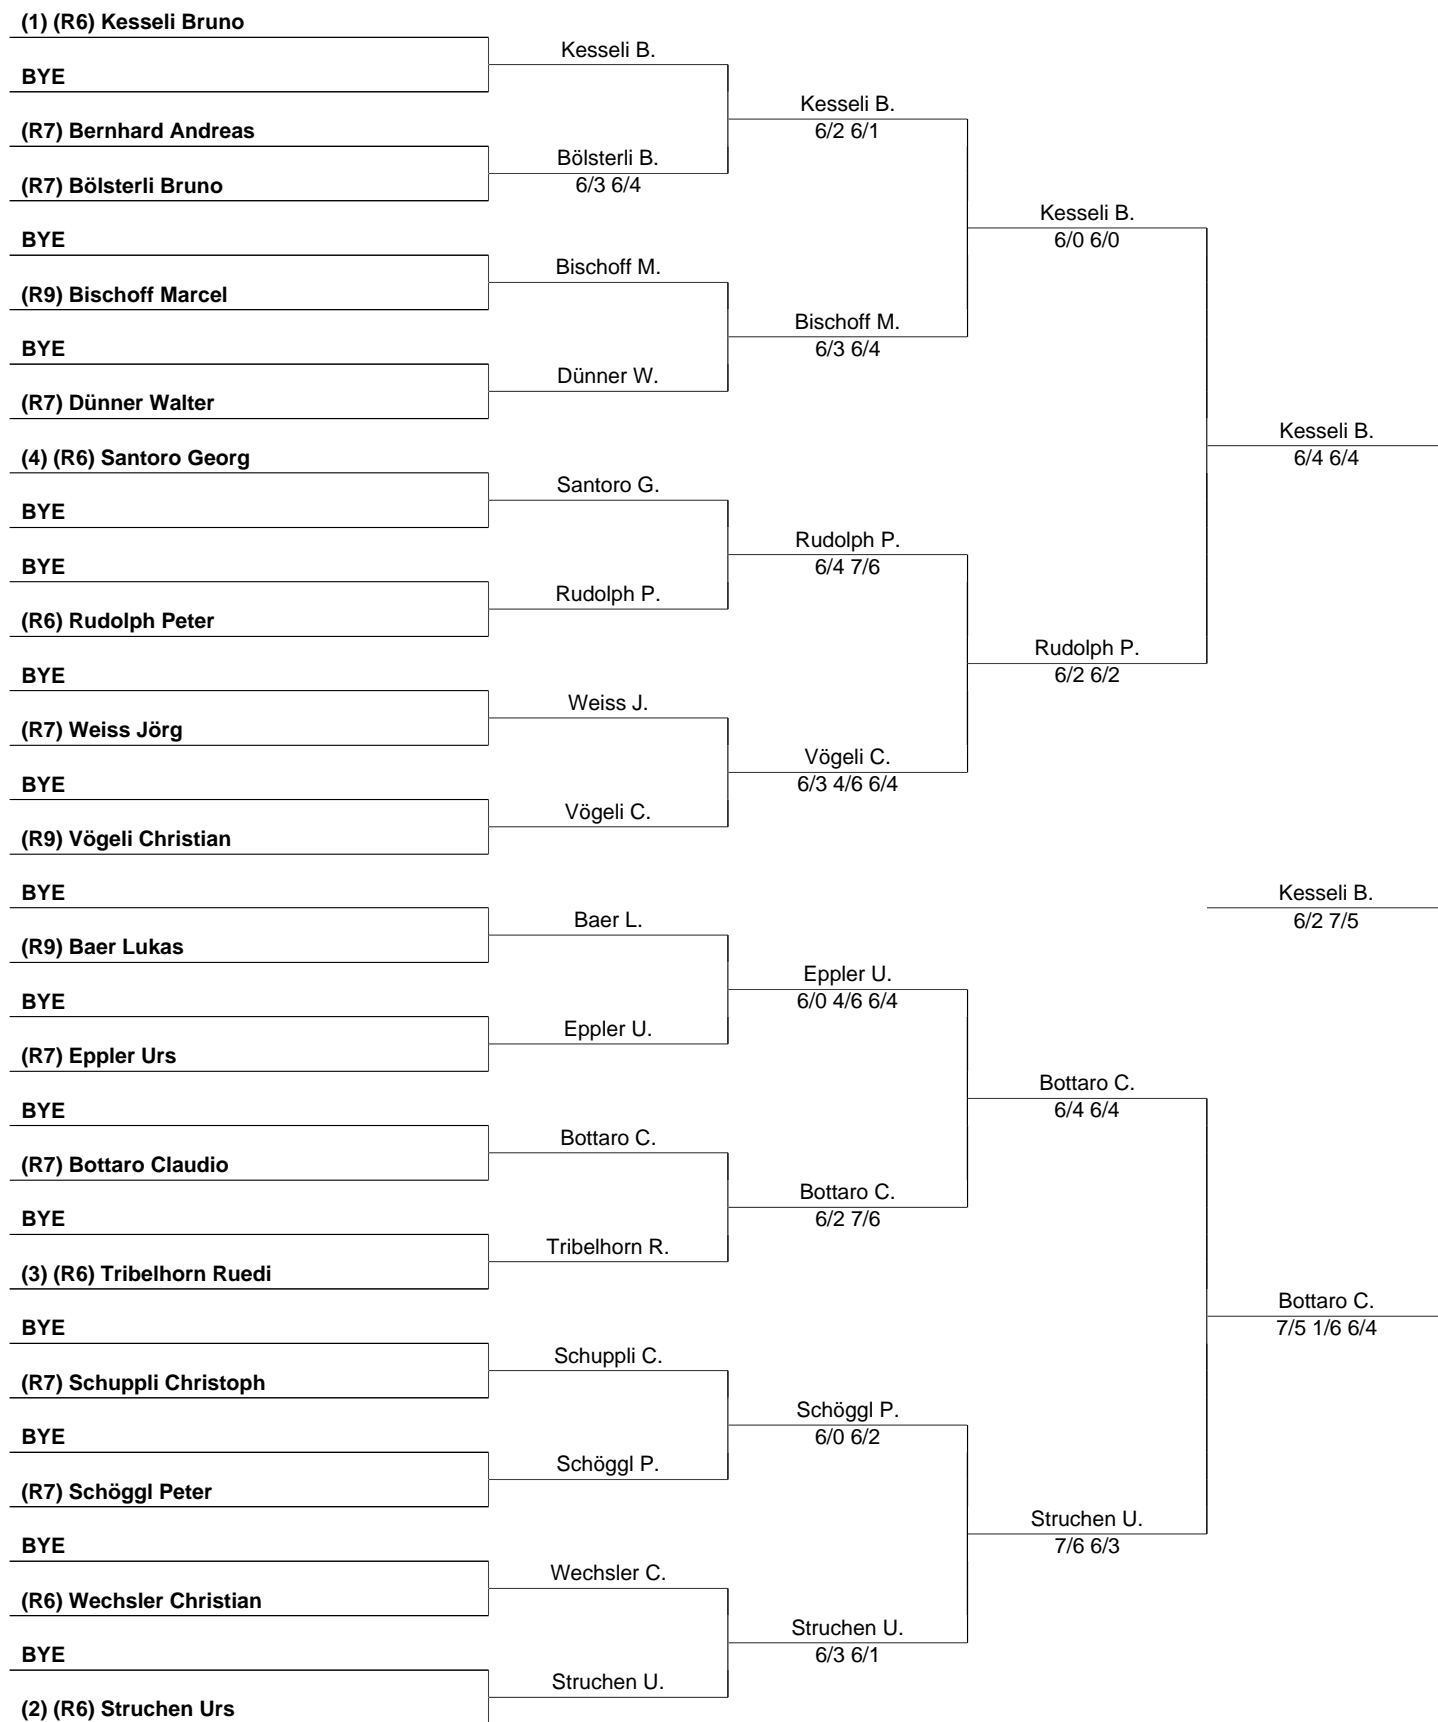 (1) (R6) Kesseli Bruno
BYE
(R7) Bernhard Andreas
(R7) Bölsterli Bruno
BYE
(R9) Bischoff Marcel
BYE
(R7) Dünner Walter
(4) (R6) Santoro Georg
BYE
BYE
(R6) Rudolph Peter
BYE
(R7) Weiss Jörg
BYE
(R9) Vögeli Christian
BYE
(R9) Baer Lukas
BYE
(R7) Eppler Urs
BYE
(R7) Bottaro Claudio
BYE
(3) (R6) Tribelhorn Ruedi
BYE
(R7) Schuppli Christoph
BYE
(R7) Schöggl Peter
BYE
(R6) Wechsler Christian
BYE
(2) (R6) Struchen Urs
Kesseli B.
Bölsterli B.
6/3 6/4
Bischoff M.
Dünner W.
Santoro G.
Rudolph P.
Weiss J.
Vögeli C.
Baer L.
Eppler U.
Bottaro C.
Tribelhorn R.
Schuppli C.
Schöggl P.
Wechsler C.
Struchen U.
Kesseli B.
6/2 6/1
Bischoff M.
6/3 6/4
Rudolph P.
6/4 7/6
Vögeli C.
6/3 4/6 6/4
Eppler U.
6/0 4/6 6/4
Bottaro C.
6/2 7/6
Schöggl P.
6/0 6/2
Struchen U.
6/3 6/1
Kesseli B.
6/0 6/0
Rudolph P.
6/2 6/2
Bottaro C.
6/4 6/4
Struchen U.
7/6 6/3
Kesseli B.
6/4 6/4
Kesseli B.
6/2 7/5
Bottaro C.
7/5 1/6 6/4